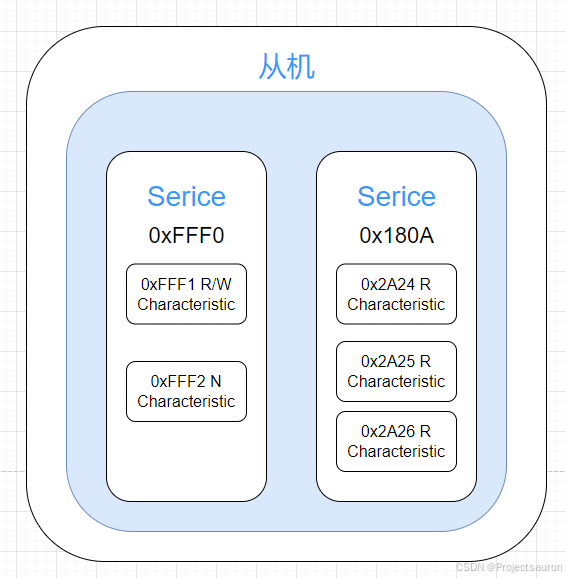 从机
Serice
0xFFF0
0xFFF1 R/W
Characteristic
0xFFF2 N
Characteristic
Serice
0x180A
0x2A24 R
Characteristic
0x2A25 R
Characteristic
0x2A26 R
Characteristic
CSDN @Projectsauron